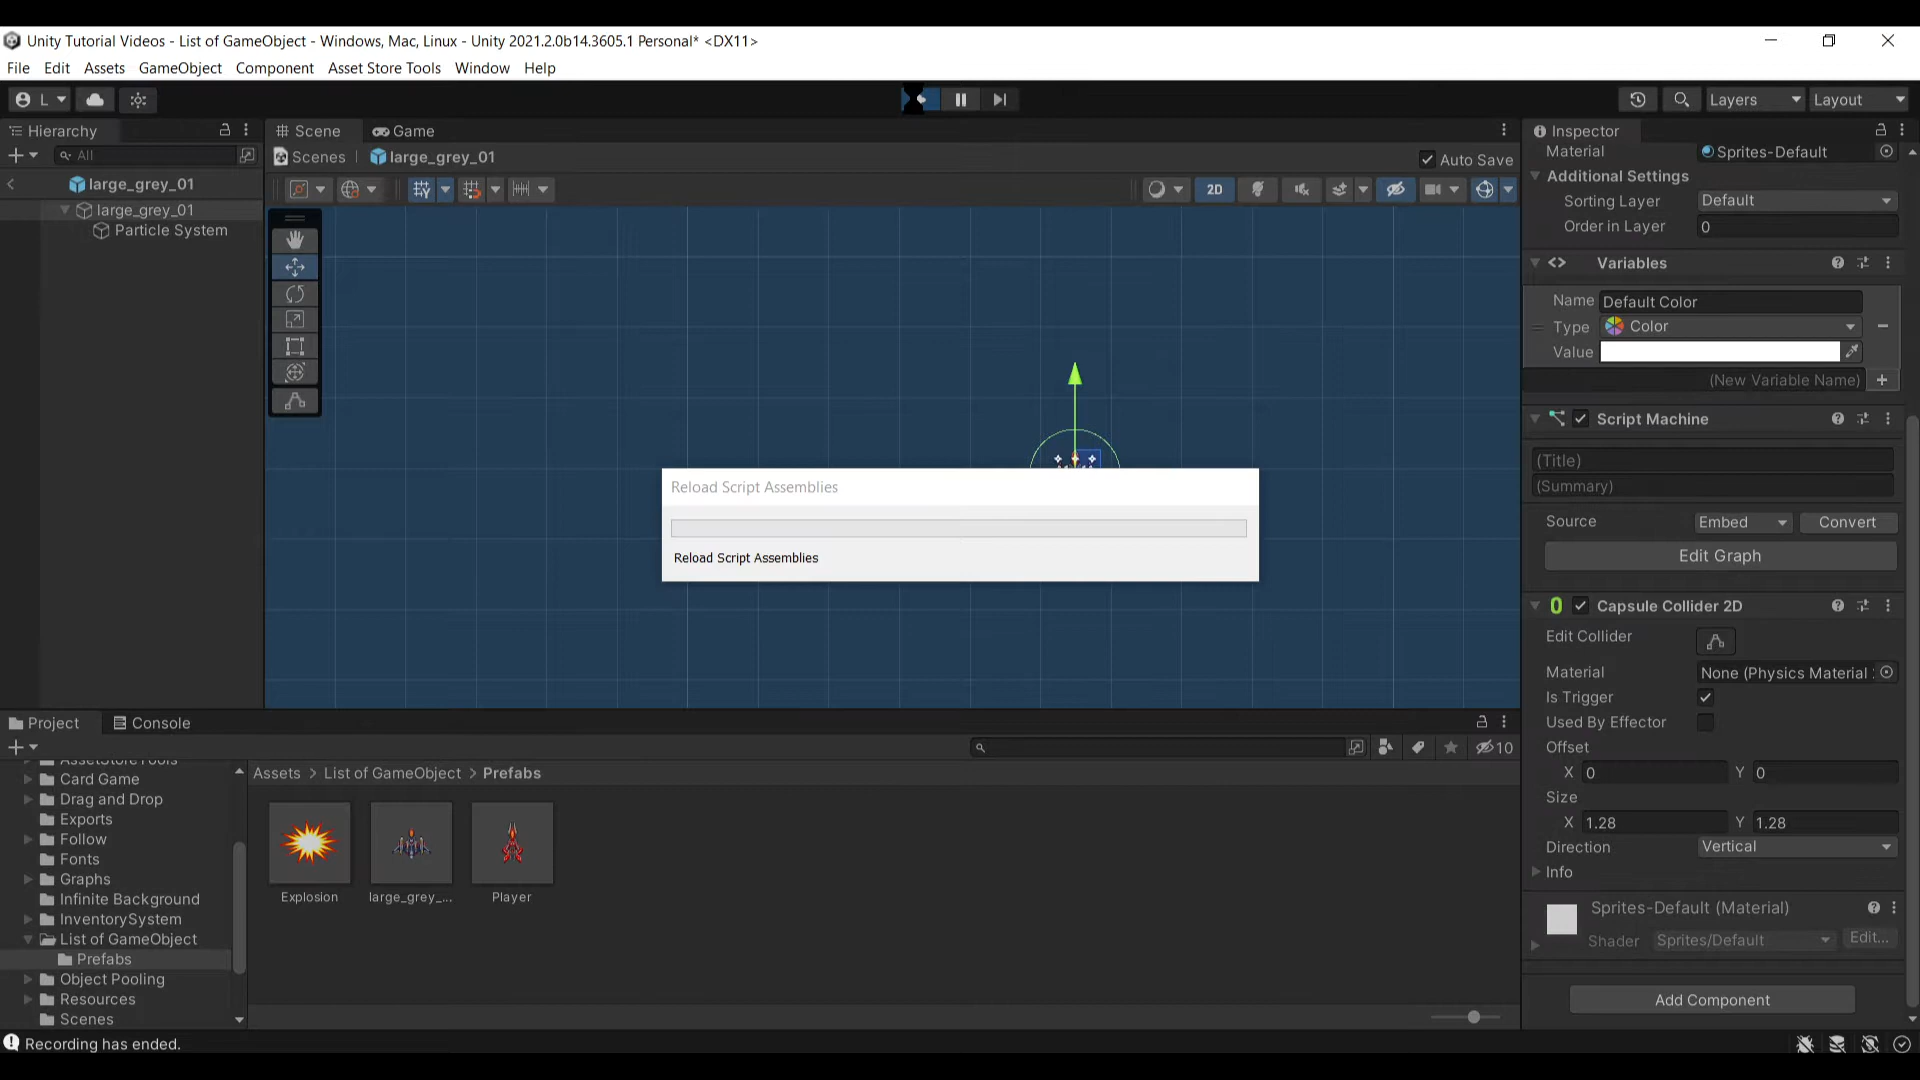 Unity Tutorial Videos - List of GameObject - Windows, Mac, Linux - Unity 2021.2.0b14.3605.1 Personal* <DX11>
File Edit Assets GameObject Component Asset Store Tools Window Help
L Layers Layout
Hierarchy
All
large_grey_01
large_grey_01
Particle System
Scene Game
Scenes large_grey_01
Auto Save
2D
Reload Script Assemblies
Reload Script Assemblies
Inspector
Material Sprites-Default
Additional Settings
Sorting Layer Default
Order in Layer 0
Variables
Name Default Color
Type Color
Value
(New Variable Name)
Script Machine
(Title)
(Summary)
Source Embed Convert
Edit Graph
Capsule Collider 2D
Edit Collider
Material None (Physics Material
Is Trigger
Used By Effector
Offset
X 0 Y 0
Size
X 1.28 Y 1.28
Direction Vertical
Info
Sprites-Default (Material)
Shader Sprites/Default Edit...
Add Component
Project Console
10
AssetStoreTools
Card Game
Drag and Drop
Exports
Follow
Fonts
Graphs
Infinite Background
InventorySystem
List of GameObject
Prefabs
Object Pooling
Resources
Scenes
Assets > List of GameObject > Prefabs
Explosion large_grey_... Player
Recording has ended.